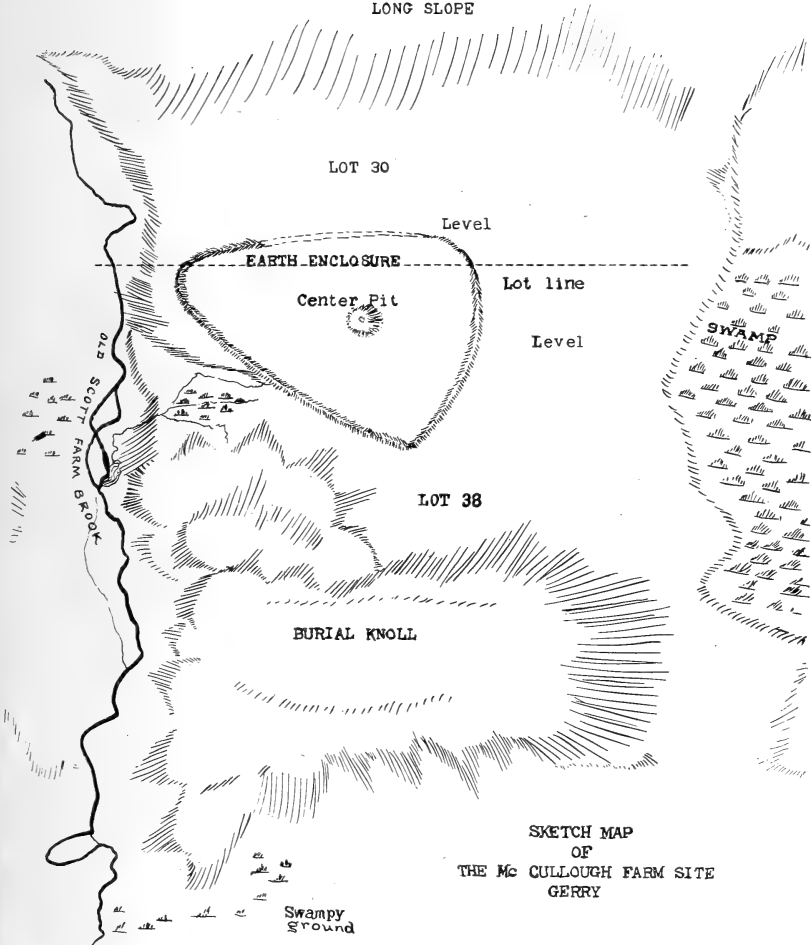 LONG SLOPE
LOT 30
Level
EARTH ENCLOSURE
Lot line
Center Pit
SWAMP
Level
OLD SCOTT FARM BROOK
LOT 38
BURIAL KNOLL
SKETCH MAP
OF
THE Mc CULLOUGH FARM SITE
GERRY
Swampy
ground